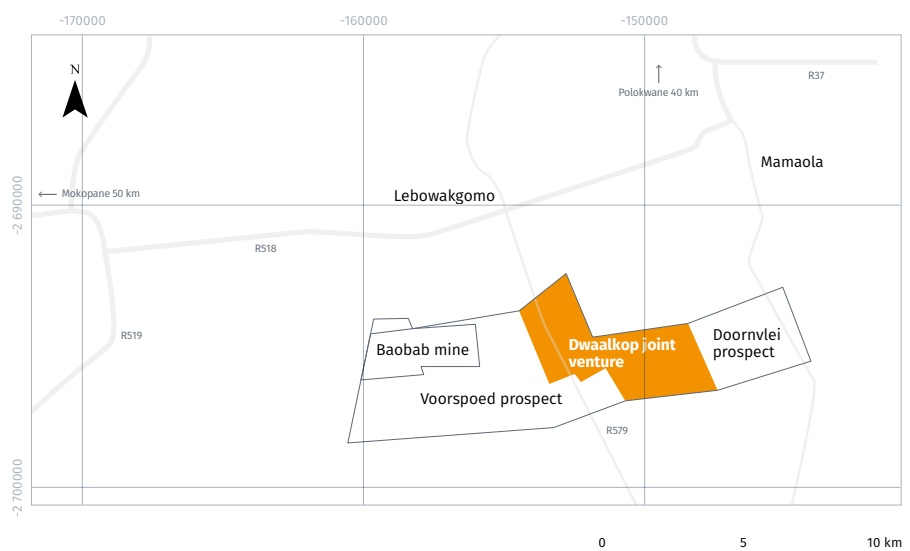 -170000
-160000
-150000
N
R37
Polokwane 40 km
Mamaola
Mokopane 50 km
Lebowakgomo
-2 690000
R518
R519
Baobab mine
Dwaalkop joint
venture
Doornvlei
prospect
Voorspoed prospect
R579
-2 700000
0 5 10 km